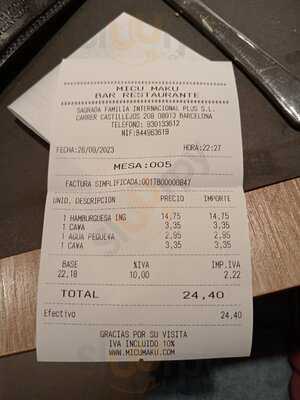 MICU MAKU
BAR RESTAURANTE
SAGRADA FAMILIA INTERNACIONAL PLUS S.L
CARRER CASTILLEJOS 208 08013 BARCELONA
TELEFONO: 930133612
NIF:B44963619
FECHA:26/09/2023 HORA:22:27
MESA:005
FACTURA SIMPLIFICADA:001TB00000847
UNID. DESCRIPCION PRECIO IMPORTE
1 HAMBURGUESA ING 14,75 14,75
1 CAWA 3,35 3,35
1 AGUA PEQUEVA 2,95 2,95
1 CAWA 3,35 3,35
BASE %IVA IMP.IVA
22,18 10,00 2,22
TOTAL 24,40
Efectivo 24,40
GRACIAS POR SU VISITA
IVA INCLUIDO 10%
WWW.MICUMAKU.COM